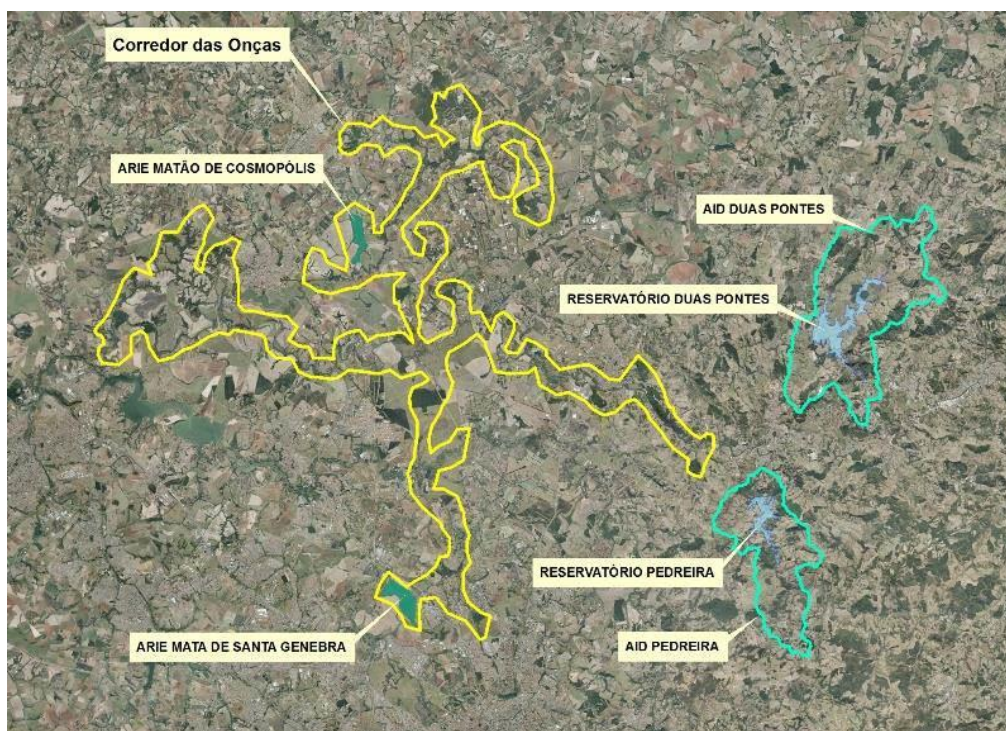 Corredor das Onças
ARIE MATÃO DE COSMOPÓLIS
AID DUAS PONTES
RESERVATÓRIO DUAS PONTES
RESERVATÓRIO PEDREIRA
ARIE MATA DE SANTA GENEBRA
AID PEDREIRA